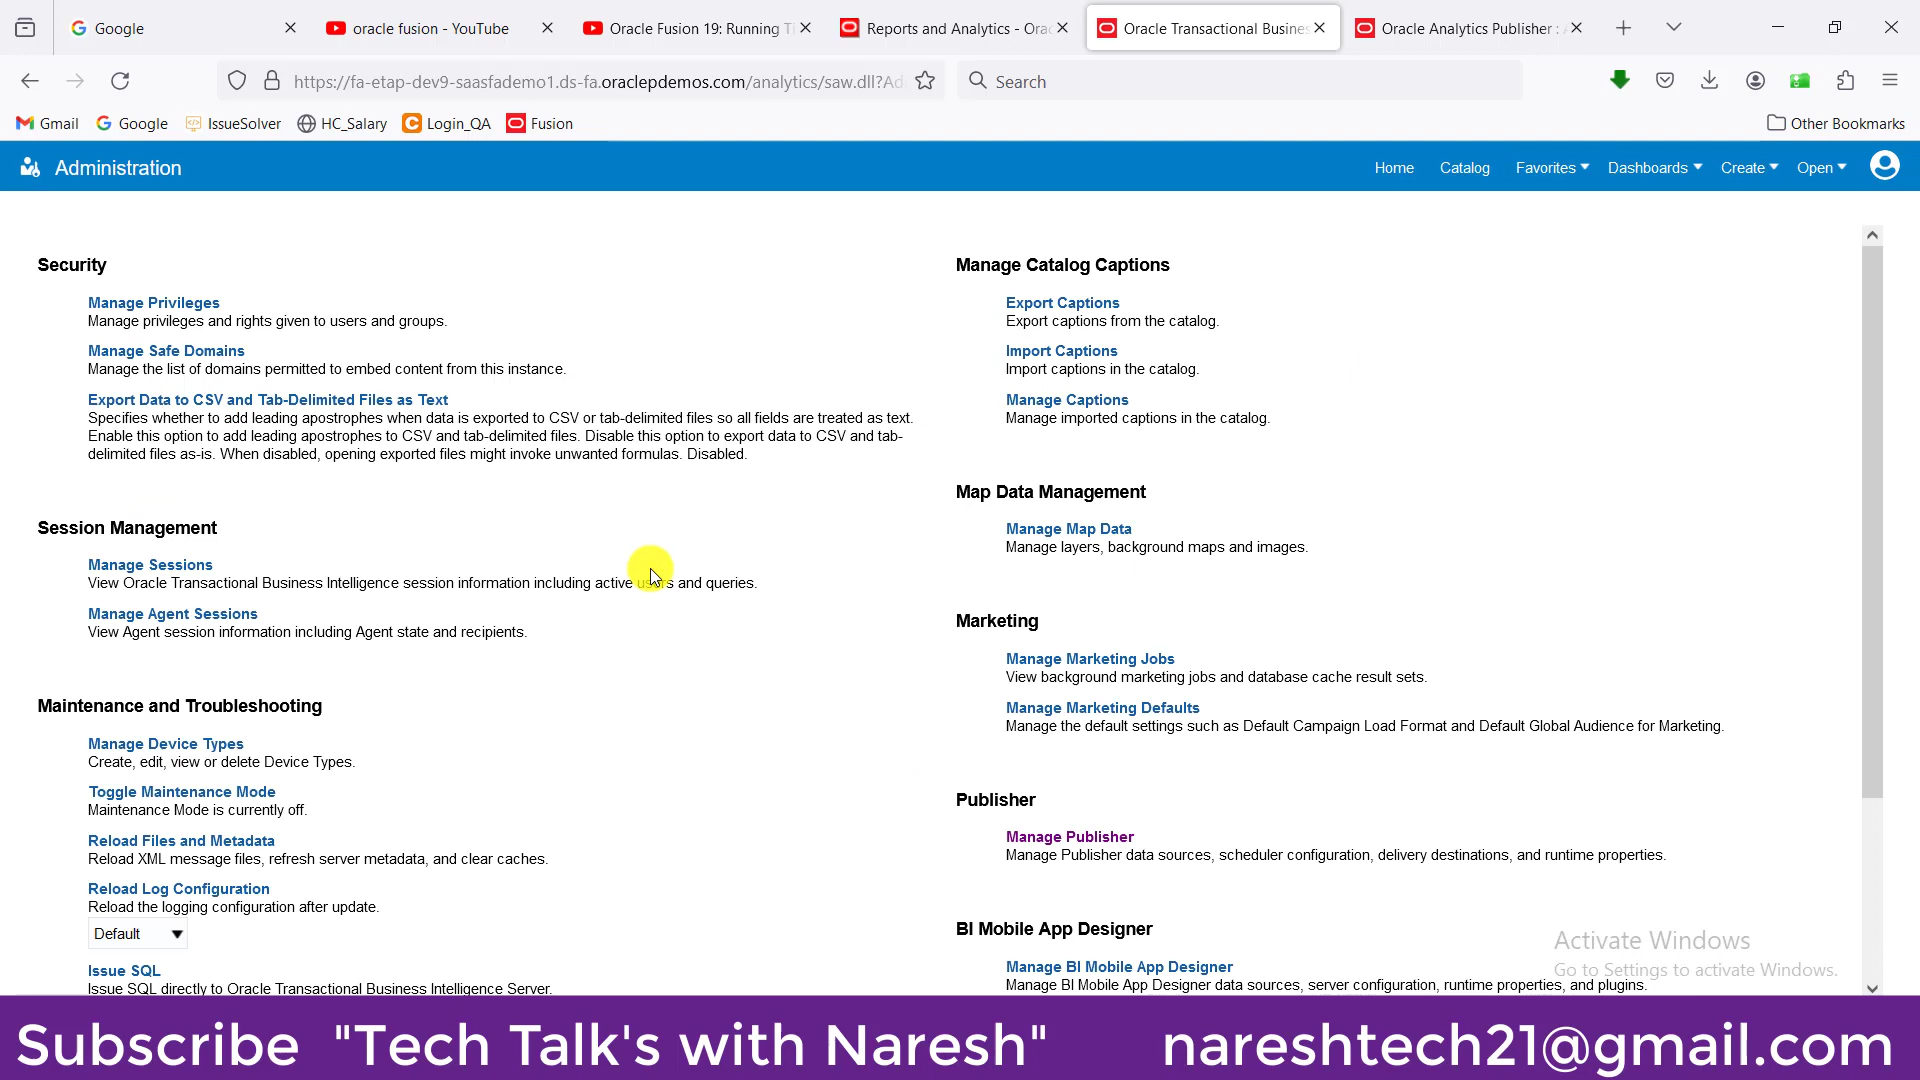 Google
oracle fusion - YouTube
Oracle Fusion 19: Running Ti
Reports and Analytics - Orac
Oracle Transactional Busines
Oracle Analytics Publisher : A
https://fa-etap-dev9-saasfademo1.ds-fa.oraclepdemos.com/analytics/saw.dll?Ad
Search
Gmail Google IssueSolver HC_Salary Login_QA Fusion Other Bookmarks
Administration
Home Catalog Favorites Dashboards Create Open
Security
Manage Privileges
Manage privileges and rights given to users and groups.
Manage Safe Domains
Manage the list of domains permitted to embed content from this instance.
Export Data to CSV and Tab-Delimited Files as Text
Specifies whether to add leading apostrophes when data is exported to CSV or tab-delimited files so all fields are treated as text.
Enable this option to add leading apostrophes to CSV and tab-delimited files. Disable this option to export data to CSV and tab-
delimited files as-is. When disabled, opening exported files might invoke unwanted formulas. Disabled.
Session Management
Manage Sessions
View Oracle Transactional Business Intelligence session information including active users and queries.
Manage Agent Sessions
View Agent session information including Agent state and recipients.
Maintenance and Troubleshooting
Manage Device Types
Create, edit, view or delete Device Types.
Toggle Maintenance Mode
Maintenance Mode is currently off.
Reload Files and Metadata
Reload XML message files, refresh server metadata, and clear caches.
Reload Log Configuration
Reload the logging configuration after update.
Default
Issue SQL
Issue SQL directly to Oracle Transactional Business Intelligence Server.
Manage Catalog Captions
Export Captions
Export captions from the catalog.
Import Captions
Import captions in the catalog.
Manage Captions
Manage imported captions in the catalog.
Map Data Management
Manage Map Data
Manage layers, background maps and images.
Marketing
Manage Marketing Jobs
View background marketing jobs and database cache result sets.
Manage Marketing Defaults
Manage the default settings such as Default Campaign Load Format and Default Global Audience for Marketing.
Publisher
Manage Publisher
Manage Publisher data sources, scheduler configuration, delivery destinations, and runtime properties.
BI Mobile App Designer
Manage BI Mobile App Designer
Manage BI Mobile App Designer data sources, server configuration, runtime properties, and plugins.
Activate Windows
Go to Settings to activate Windows.
Subscribe "Tech Talk's with Naresh" nareshtech21@gmail.com